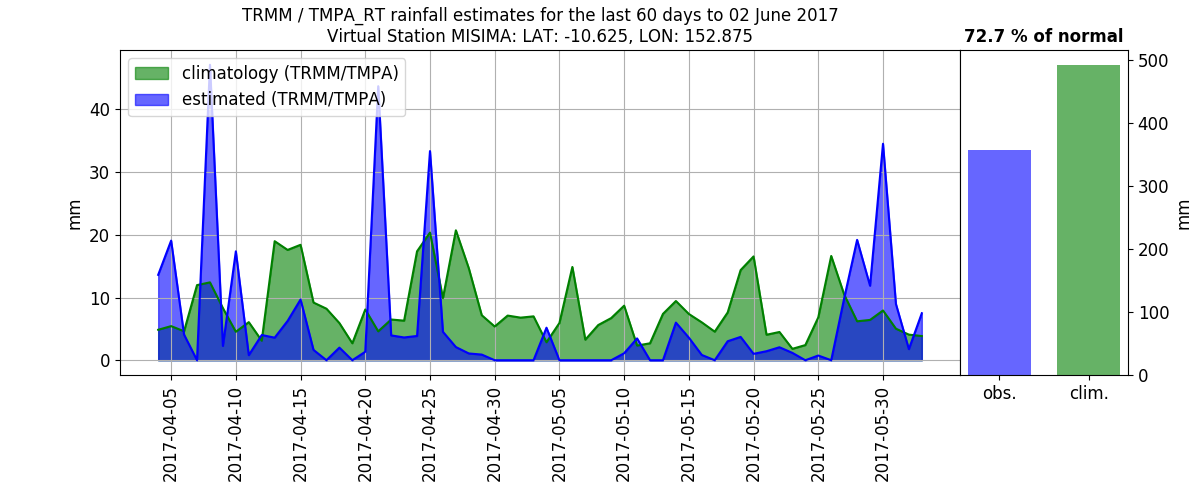 TRMM / TMPA_RT rainfall estimates for the last 60 days to 02 June 2017
Virtual Station MISIMA: LAT: -10.625, LON: 152.875
72.7 % of normal
climatology (TRMM/TMPA)
estimated (TRMM/TMPA)
mm
40
30
20
10
0
2017-04-05
2017-04-10
2017-04-15
2017-04-20
2017-04-25
2017-04-30
2017-05-05
2017-05-10
2017-05-15
2017-05-20
2017-05-25
2017-05-30
obs.
clim.
500
400
300
200
100
0
mm